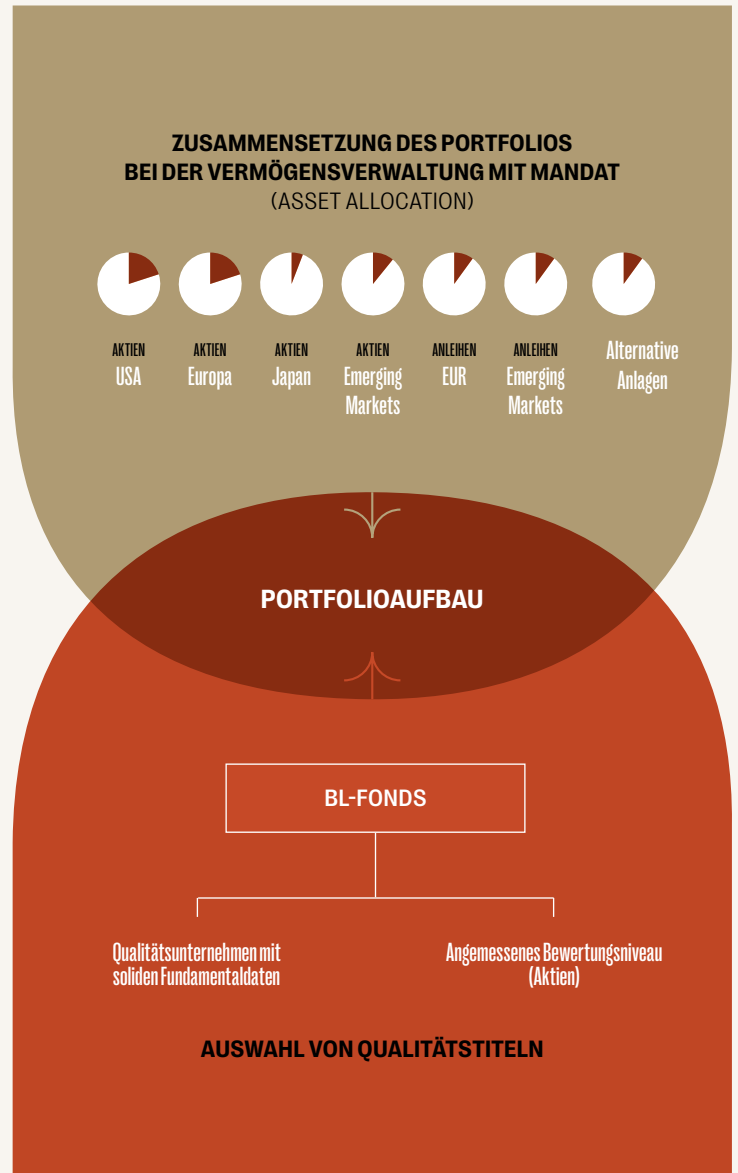 ZUSAMMENSETZUNG DES PORTFOLIOS
BEI DER VERMÖGENSVERWALTUNG MIT MANDAT
(ASSET ALLOCATION)
AKTIEN
USA
AKTIEN
Europa
AKTIEN
Japan
AKTIEN
Emerging
Markets
ANLEIHEN
EUR
ANLEIHEN
Emerging
Markets
Alternative
Anlagen
PORTFOLIOAUFBAU
BL-FONDS
Qualitätsunternehmen mit
soliden Fundamentaldaten
Angemessenes Bewertungsniveau
(Aktien)
AUSWAHL VON QUALITÄTSTITELN